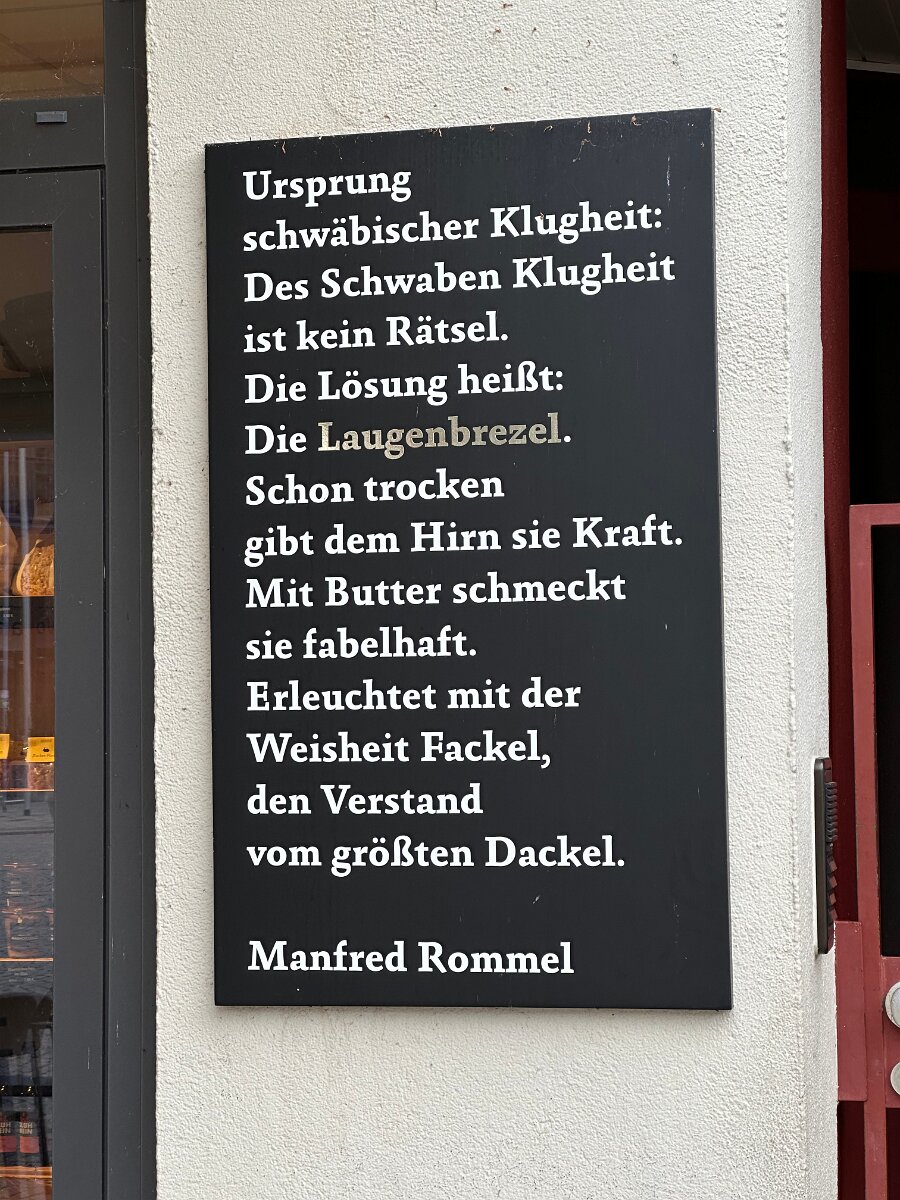 Ursprung
schwäbischer Klugheit:
Des Schwaben Klugheit
ist kein Rätsel.
Die Lösung heißt:
Die Laugenbrezel.
Schon trocken
gibt dem Hirn sie Kraft.
Mit Butter schmeckt
sie fabelhaft.
Erleuchtet mit der
Weisheit Fackel,
den Verstand
vom größten Dackel.
Manfred Rommel